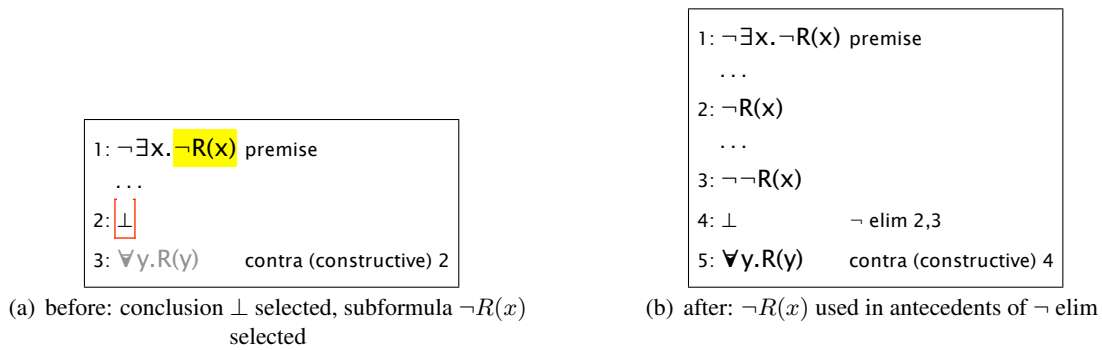 1: ¬∃x.¬R(x) premise
...
2: ⊥
3: ∀y.R(y) contra (constructive) 2
(a) before: conclusion ⊥ selected, subformula ¬R(x)
selected
1: ¬∃x.¬R(x) premise
...
2: ¬R(x)
...
3: ¬¬R(x)
4: ⊥ ¬ elim 2,3
5: ∀y.R(y) contra (constructive) 4
(b) after: ¬R(x) used in antecedents of ¬ elim